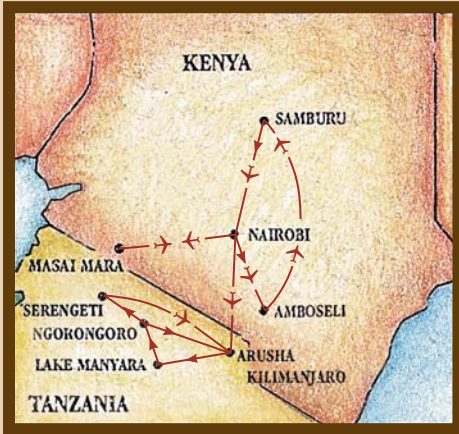 KENYA
SAMBURU
NAIROBI
MASAI MARA
SERENGETI
AMBOSELI
NGORONGORO
ARUSHA
LAKE MANYARA
KILIMANJARO
TANZANIA